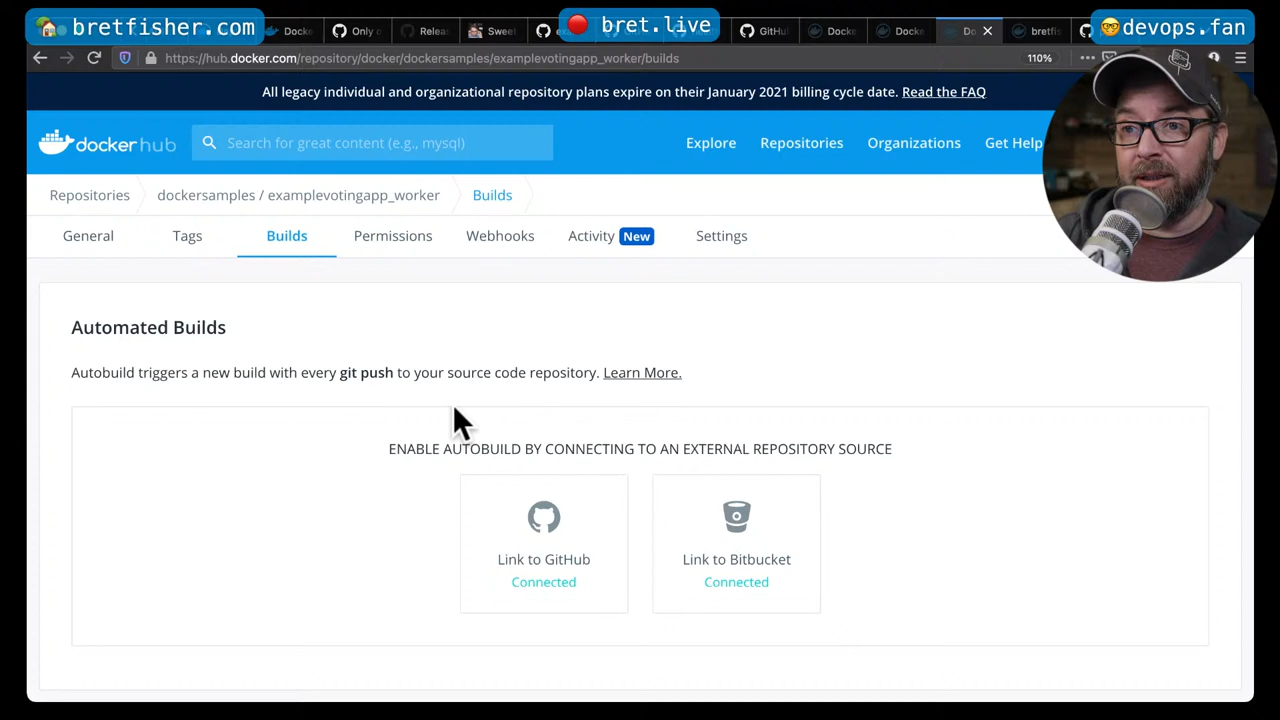 bretfisher.com
bret.live
devops.fan
Docke
Only o
Relea
Sweet
GitHu
Docke
Docke
Do
bretfis
https://hub.docker.com/repository/docker/dockersamples/examplevotingapp_worker/builds
110%
All legacy individual and organizational repository plans expire on their January 2021 billing cycle date. Read the FAQ
docker hub
Search for great content (e.g., mysql)
Explore
Repositories
Organizations
Get Help
Repositories
dockersamples / examplevotingapp_worker
Builds
General
Tags
Builds
Permissions
Webhooks
Activity New
Settings
Automated Builds
Autobuild triggers a new build with every git push to your source code repository. Learn More.
ENABLE AUTOBUILD BY CONNECTING TO AN EXTERNAL REPOSITORY SOURCE
Link to GitHub
Connected
Link to Bitbucket
Connected